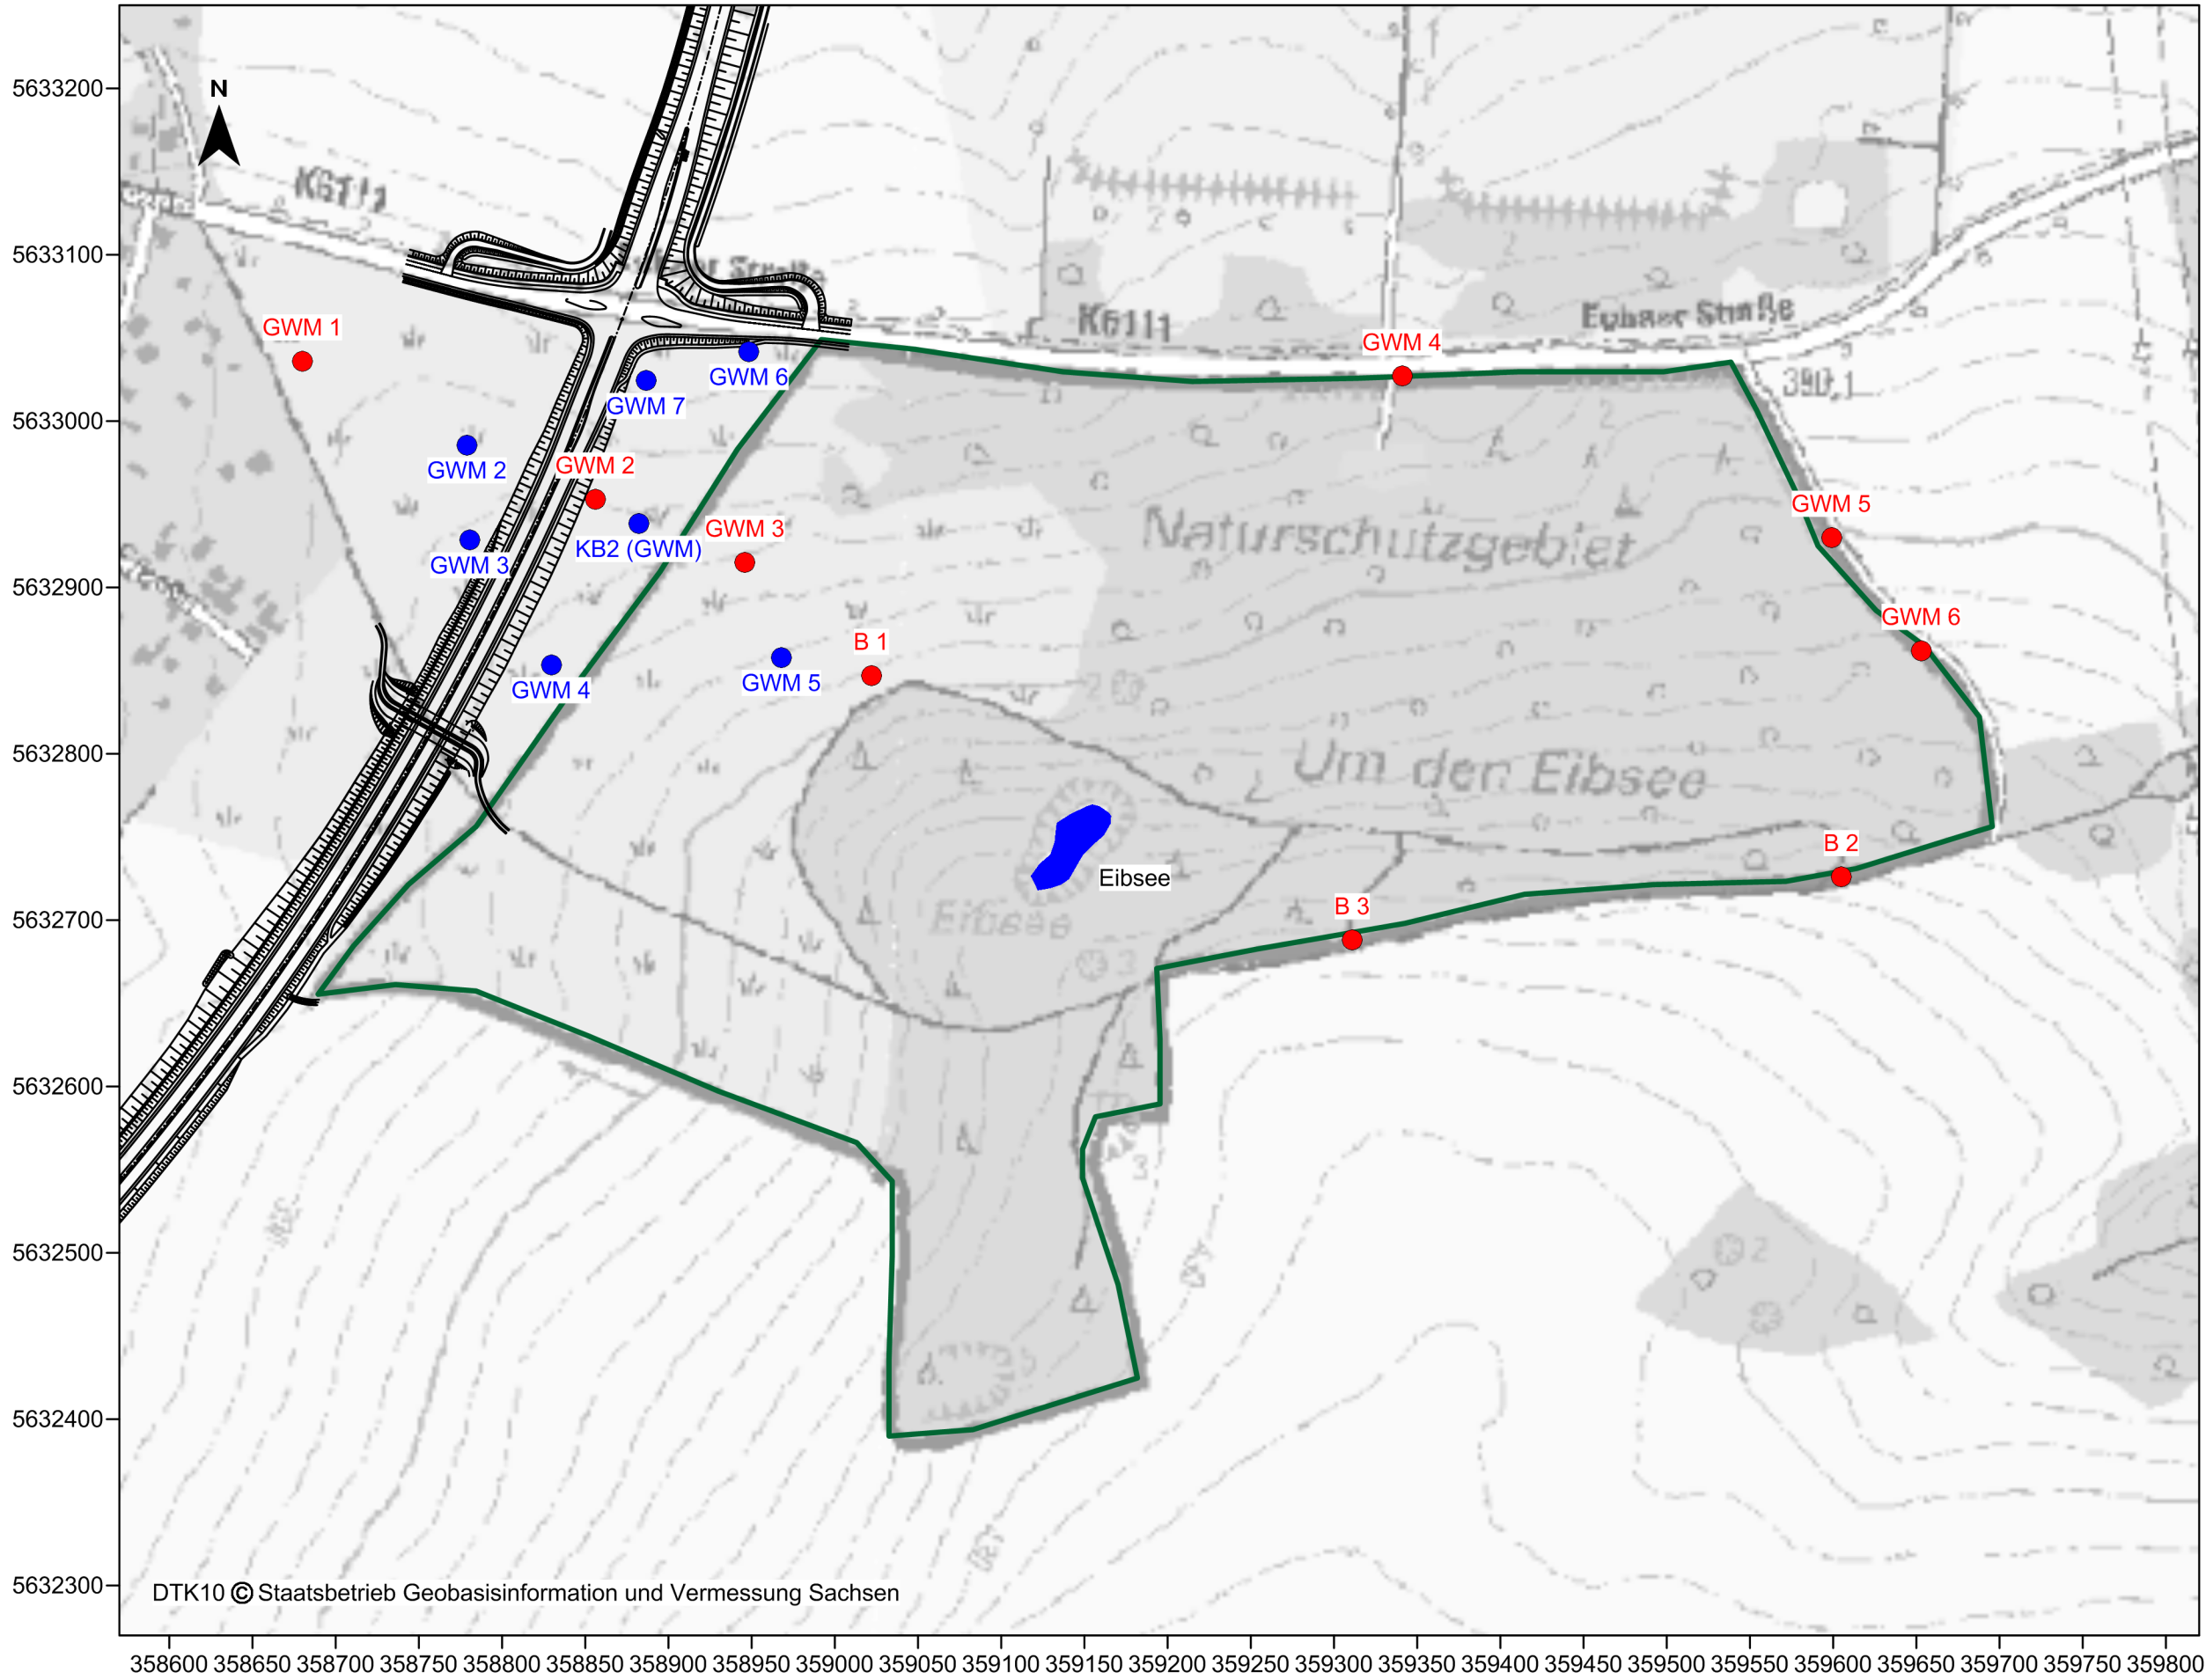 5633200
N
K6111
5633100
K6111
GWM 1
GWM 4
GWM 6
390,1
GWM 7
5633000
GWM 2
GWM 2
GWM 5
GWM 3
KB2 (GWM)
Naturschutzgebiet
GWM 3
5632900
GWM 6
B 1
GWM 4
GWM 5
5632800
Um den Eibsee
B 2
Eibsee
B 3
5632700
Eibsee
5632600
5632500
5632400
5632300
DTK10 © Staatsbetrieb Geobasisinformation und Vermessung Sachsen
358600 358650 358700 358750 358800 358850 358900 358950 359000 359050 359100 359150 359200 359250 359300 359350 359400 359450 359500 359550 359600 359650 359700 359750 359800